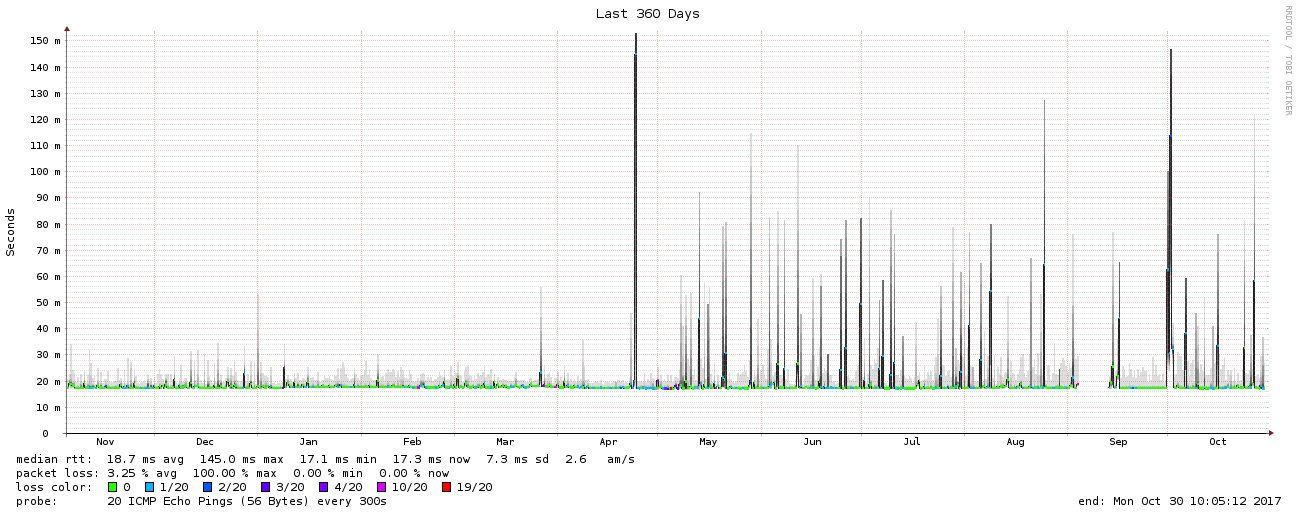 Last 360 Days
RRDTOOL / TOBI OETIKER
Seconds
150 m
140 m
130 m
120 m
110 m
100 m
90 m
80 m
70 m
60 m
50 m
40 m
30 m
20 m
10 m
0
Nov Dec Jan Feb Mar Apr May Jun Jul Aug Sep Oct
median rtt: 18.7 ms avg 145.0 ms max 17.1 ms min 17.3 ms now 7.3 ms sd 2.6 am/s
packet loss: 3.25 % avg 100.00 % max 0.00 % min 0.00 % now
loss color: 0 1/20 2/20 3/20 4/20 10/20 19/20
probe: 20 ICMP Echo Pings (56 Bytes) every 300s end: Mon Oct 30 10:05:12 2017